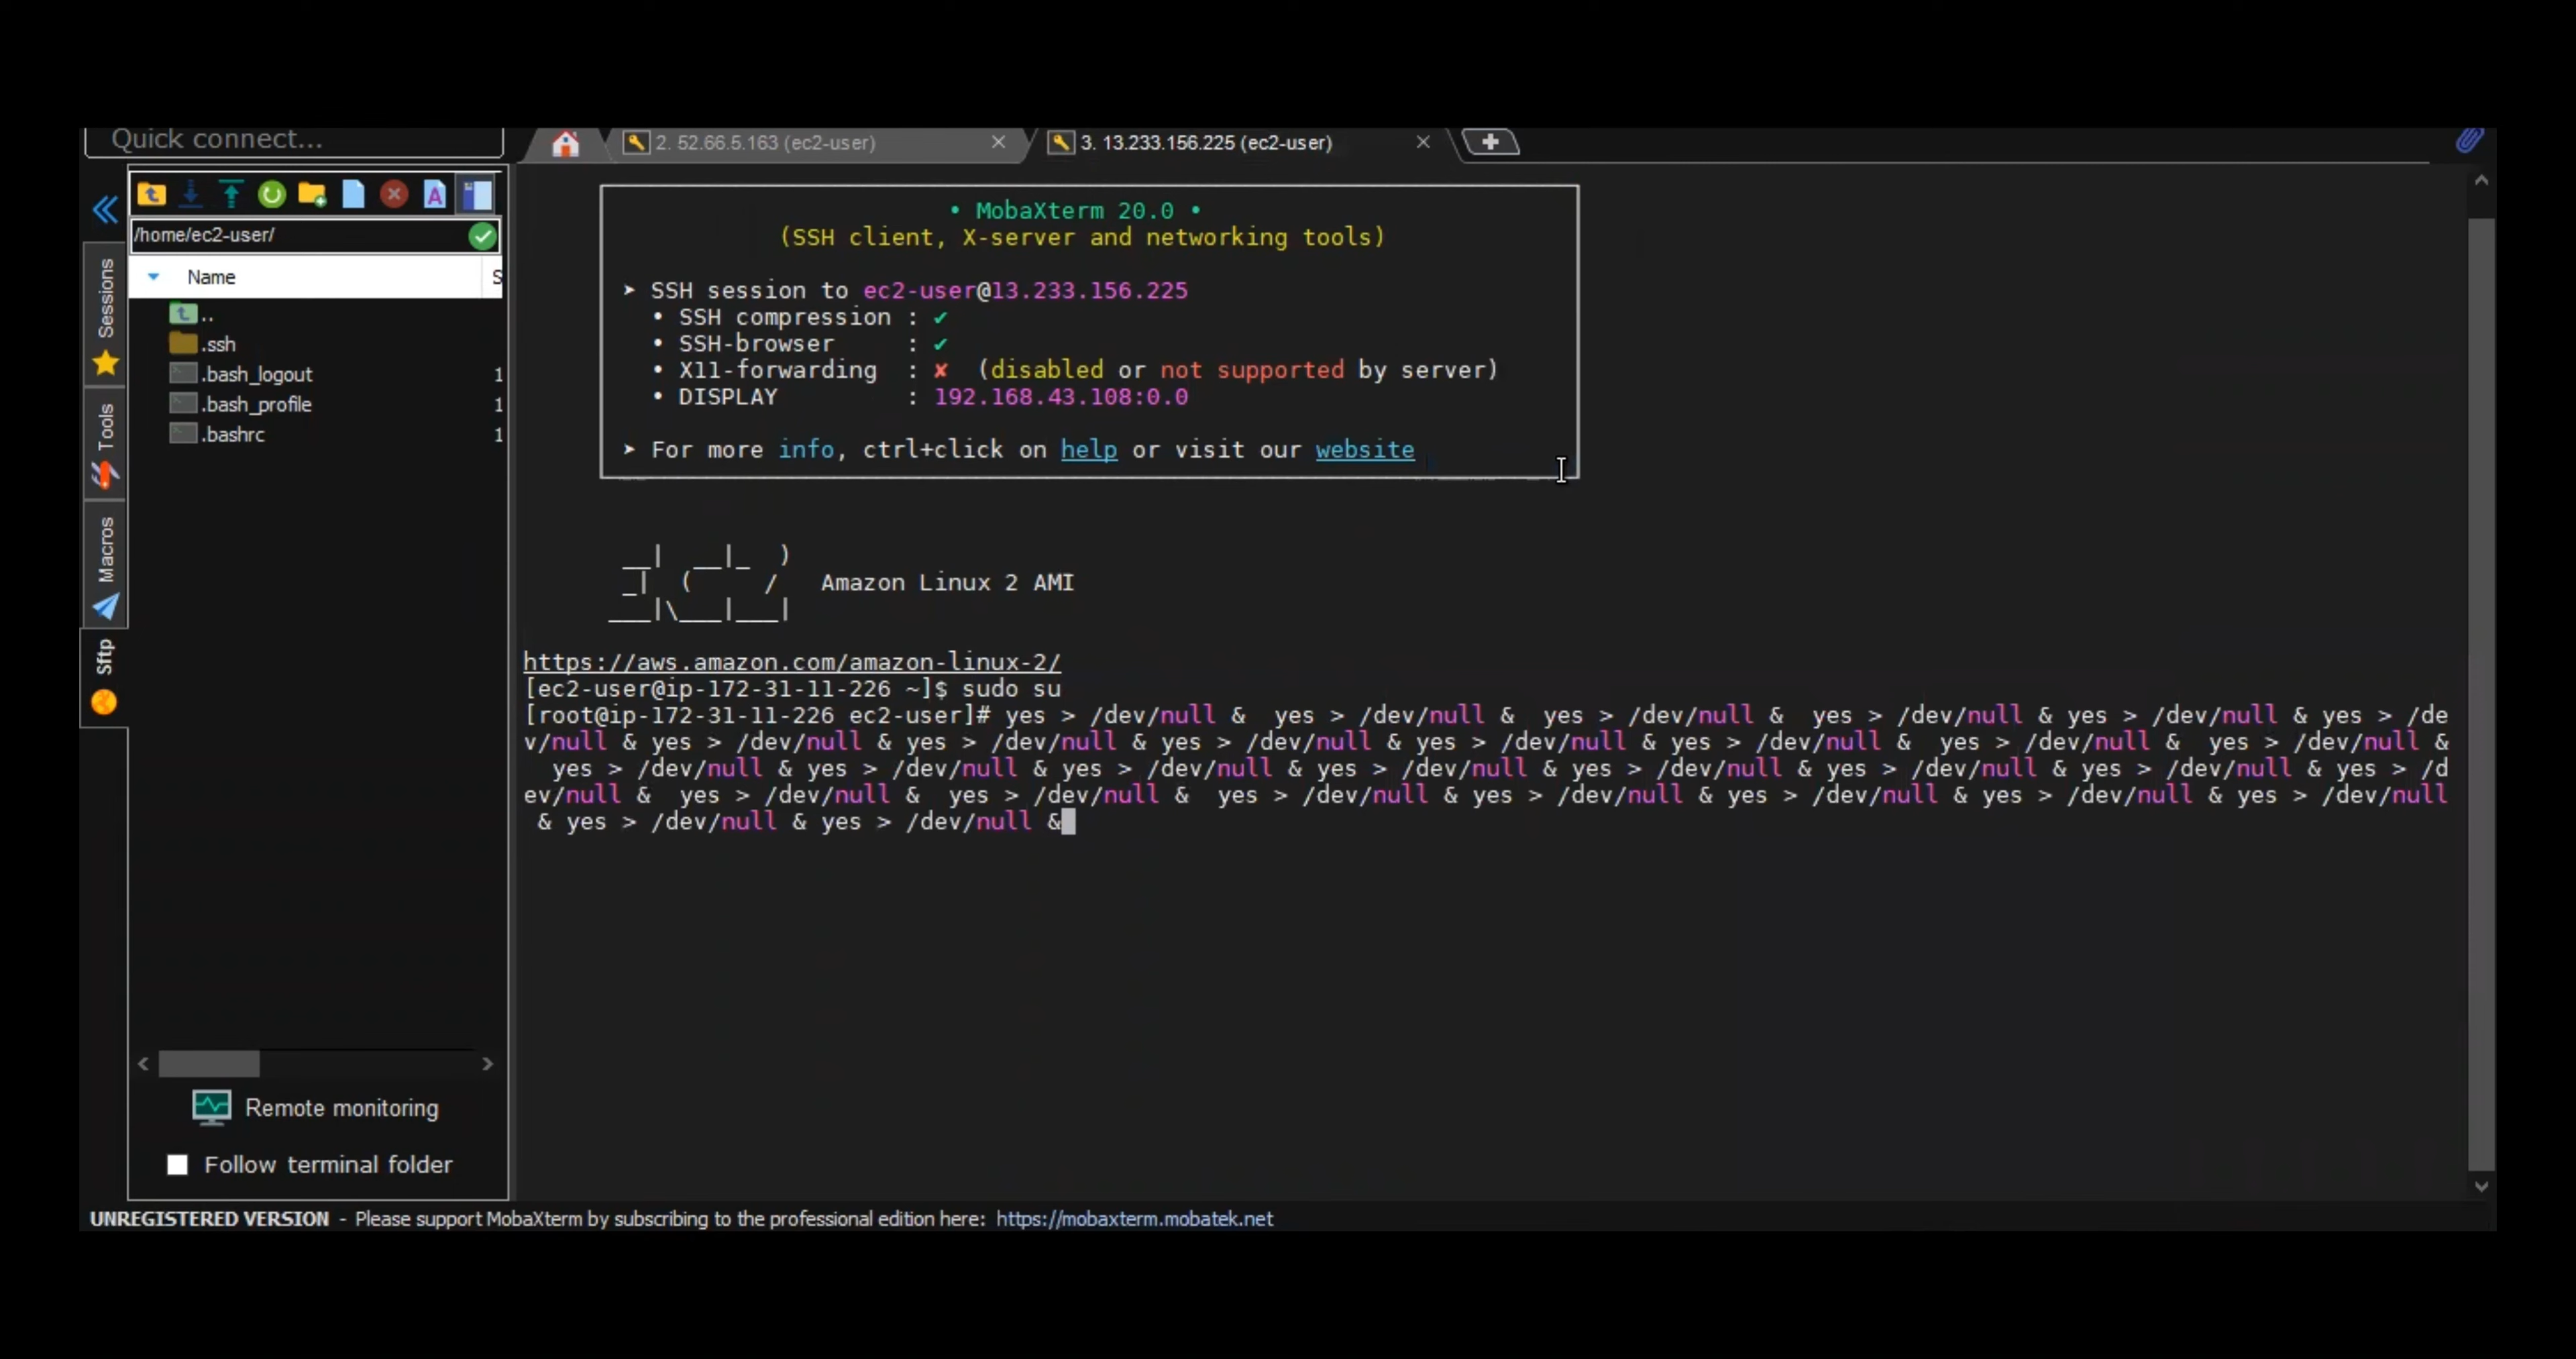 Quick connect...
2. 52.66.5.163 (ec2-user)
3. 13.233.156.225 (ec2-user)
/home/ec2-user/
Name
S
..
.ssh
.bash_logout 1
.bash_profile 1
.bashrc 1
Sessions
Tools
Macros
Sftp
• MobaXterm 20.0 •
(SSH client, X-server and networking tools)
➤ SSH session to ec2-user@13.233.156.225
• SSH compression : ✔
• SSH-browser : ✔
• X11-forwarding : ✘ (disabled or not supported by server)
• DISPLAY : 192.168.43.108:0.0
➤ For more info, ctrl+click on help or visit our website
__|  __|_  )
_|  (     /   Amazon Linux 2 AMI
___|\___|___|
https://aws.amazon.com/amazon-linux-2/
[ec2-user@ip-172-31-11-226 ~]$ sudo su
[root@ip-172-31-11-226 ec2-user]# yes > /dev/null &  yes > /dev/null &  yes > /dev/null &  yes > /dev/null & yes > /dev/null & yes > /de
v/null & yes > /dev/null & yes > /dev/null & yes > /dev/null & yes > /dev/null & yes > /dev/null &  yes > /dev/null &  yes > /dev/null &
yes > /dev/null & yes > /dev/null & yes > /dev/null & yes > /dev/null & yes > /dev/null & yes > /dev/null & yes > /dev/null & yes > /d
ev/null &  yes > /dev/null &  yes > /dev/null &  yes > /dev/null & yes > /dev/null & yes > /dev/null & yes > /dev/null & yes > /dev/null
& yes > /dev/null & yes > /dev/null &
Remote monitoring
Follow terminal folder
UNREGISTERED VERSION - Please support MobaXterm by subscribing to the professional edition here: https://mobaxterm.mobatek.net